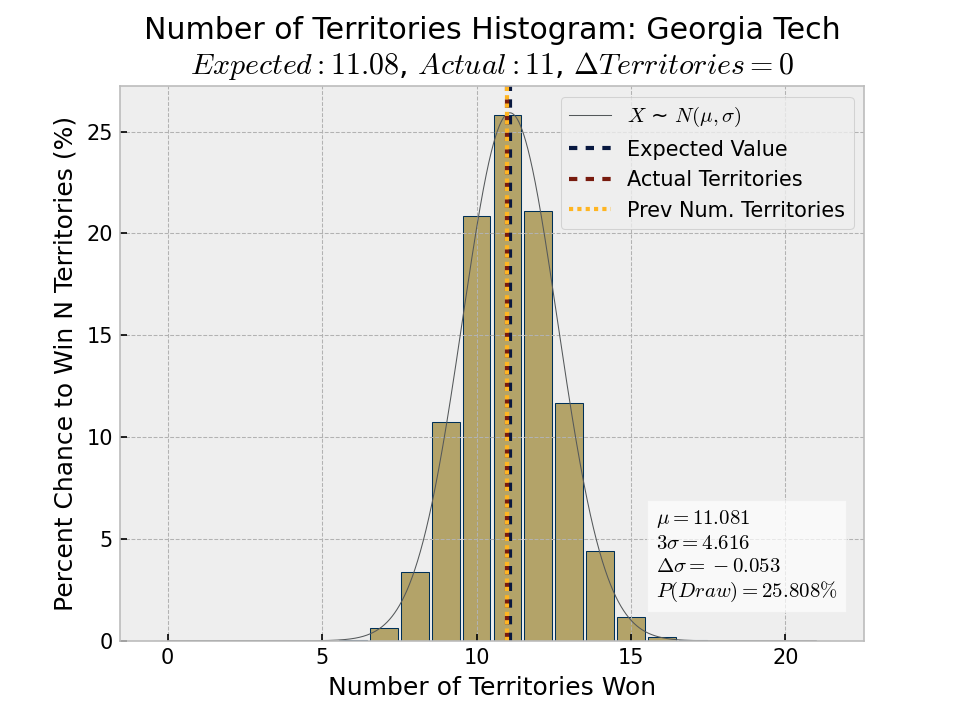 Number of Territories Histogram: Georgia Tech
Expected : 11.08, Actual : 11, ΔTerritories = 0
Percent Chance to Win N Territories (%)
25
20
15
10
5
0
X ~ N(μ, σ)
Expected Value
Actual Territories
Prev Num. Territories
μ = 11.081
3σ = 4.616
Δσ = −0.053
P(Draw) = 25.808%
0 5 10 15 20
Number of Territories Won